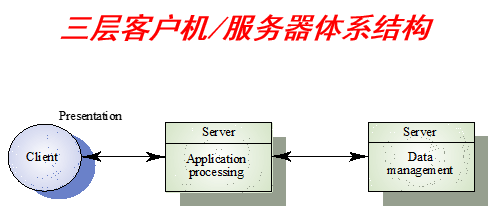 三层客户机/服务器体系结构
Presentation
Client
Server
Application
processing
Server
Data
management